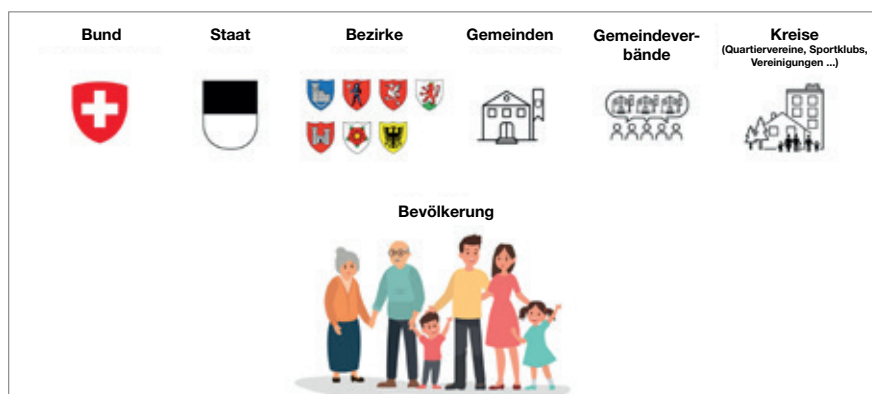 Bund
Staat
Bezirke
Gemeinden
Gemeindever-
bände
Kreise
(Quartiervereine, Sportklubs,
Vereinigungen ...)
Bevölkerung